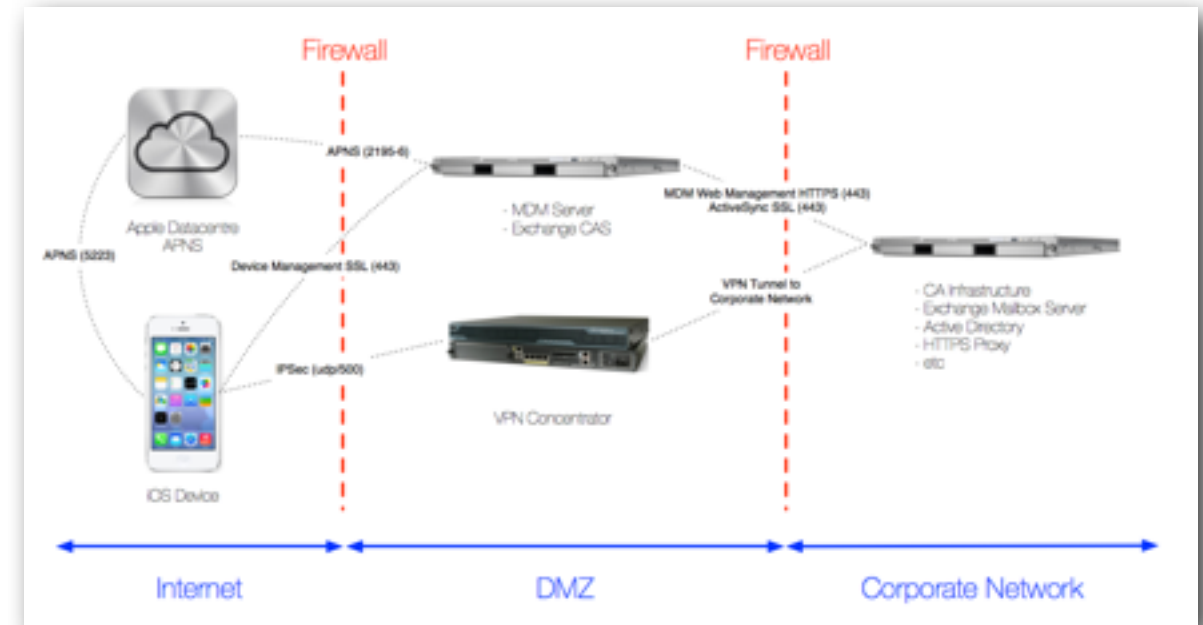 Firewall
Firewall
APNS (2195-6)
MDM Web Management HTTPS (443)
ActiveSync SSL (443)
- MDM Server
- Exchange CAS
Apple Datacentre
APNS
APNS (5223)
Device Management SSL (443)
VPN Tunnel to
Corporate Network
- CA Infrastructure
- Exchange Mailbox Server
- Active Directory
- HTTPS Proxy
- etc
IPSec (udp/500)
VPN Concentrator
iOS Device
Internet
DMZ
Corporate Network